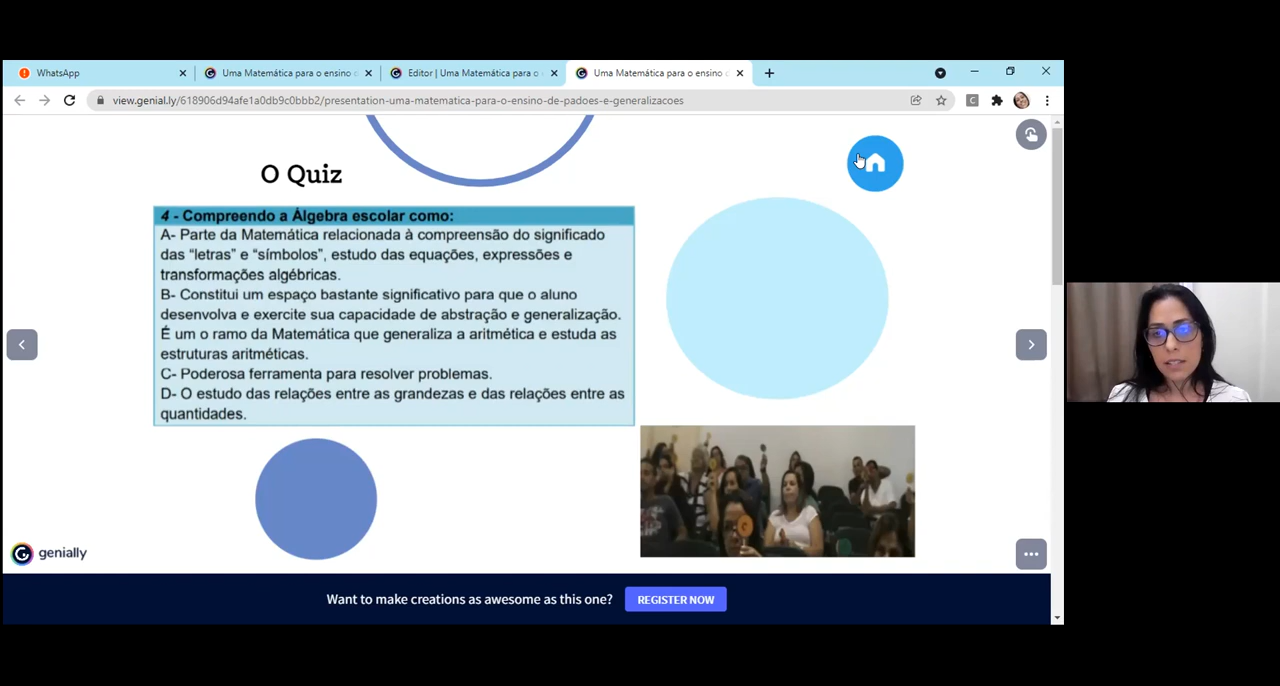 WhatsApp
Uma Matemática para o ensino d
Editor | Uma Matemática para o
Uma Matemática para o ensino d
view.genial.ly/618906d94afe1a0db9c0bbb2/presentation-uma-matematica-para-o-ensino-de-padoes-e-generalizacoes
O Quiz
4 - Compreendo a Álgebra escolar como:
A- Parte da Matemática relacionada à compreensão do significado
das “letras” e “símbolos”, estudo das equações, expressões e
transformações algébricas.
B- Constitui um espaço bastante significativo para que o aluno
desenvolva e exercite sua capacidade de abstração e generalização.
É um o ramo da Matemática que generaliza a aritmética e estuda as
estruturas aritméticas.
C- Poderosa ferramenta para resolver problemas.
D- O estudo das relações entre as grandezas e das relações entre as
quantidades.
genially
Want to make creations as awesome as this one?
REGISTER NOW